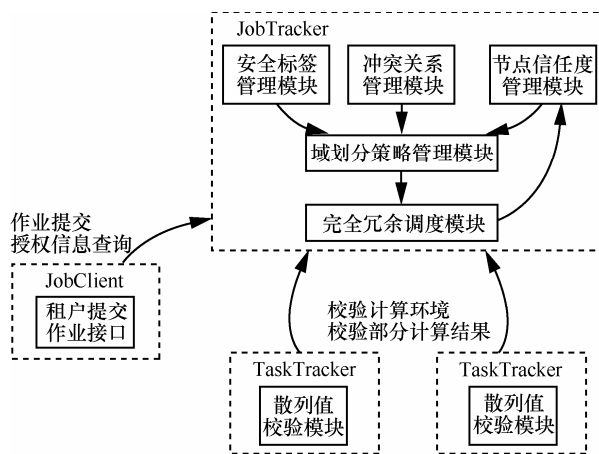 JobTracker
安全标签
管理模块
冲突关系
管理模块
节点信任度
管理模块
域划分策略管理模块
完全冗余调度模块
作业提交
授权信息查询
JobClient
租户提交
作业接口
校验计算环境
校验部分计算结果
TaskTracker
散列值
校验模块
TaskTracker
散列值
校验模块